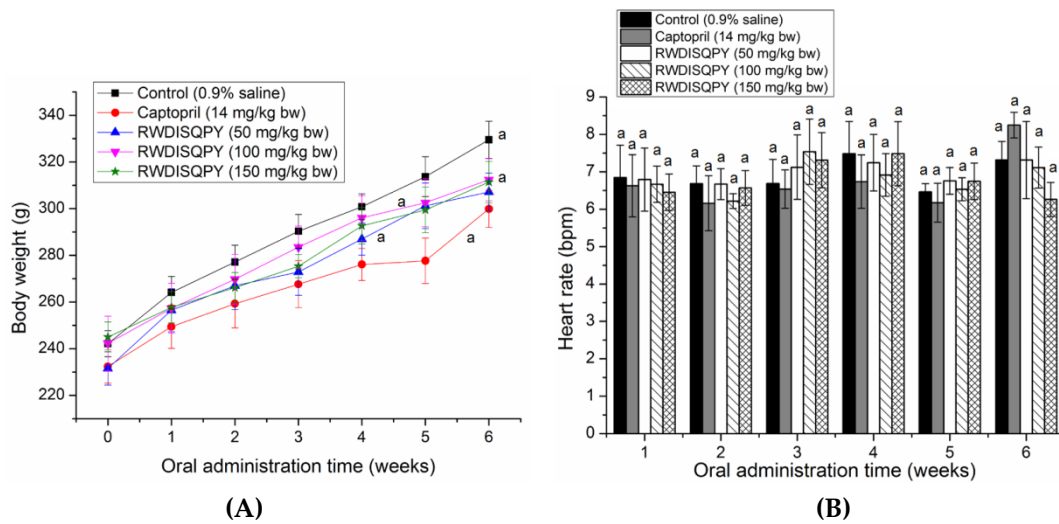 Control (0.9% saline)
Captopril (14 mg/kg bw)
RWDISQPY (50 mg/kg bw)
RWDISQPY (100 mg/kg bw)
RWDISQPY (150 mg/kg bw)
340
320
300
280
260
240
220
Body weight (g)
a
a
a
a
a
0
1
2
3
4
5
6
Oral administration time (weeks)
(A)
Control (0.9% saline)
Captopril (14 mg/kg bw)
RWDISQPY (50 mg/kg bw)
RWDISQPY (100 mg/kg bw)
RWDISQPY (150 mg/kg bw)
9
8
7
6
5
4
3
2
1
0
Heart rate (bpm)
a a a a a
a a a a a
a a a a a
a a a a a
a a a a a
a a a a a
1
2
3
4
5
6
Oral administration time (weeks)
(B)